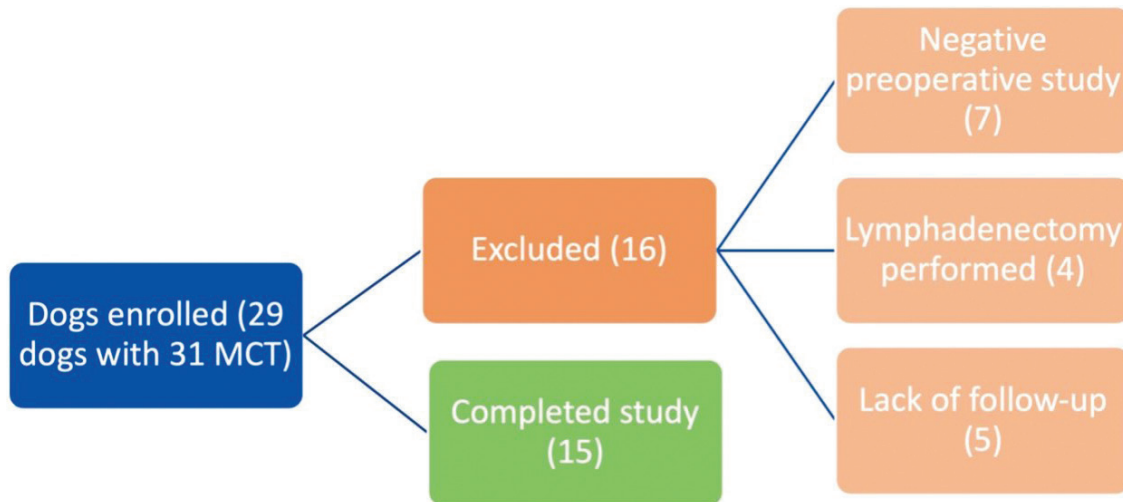 Dogs enrolled (29
dogs with 31 MCT)
Excluded (16)
Completed study
(15)
Negative
preoperative study
(7)
Lymphadenectomy
performed (4)
Lack of follow-up
(5)